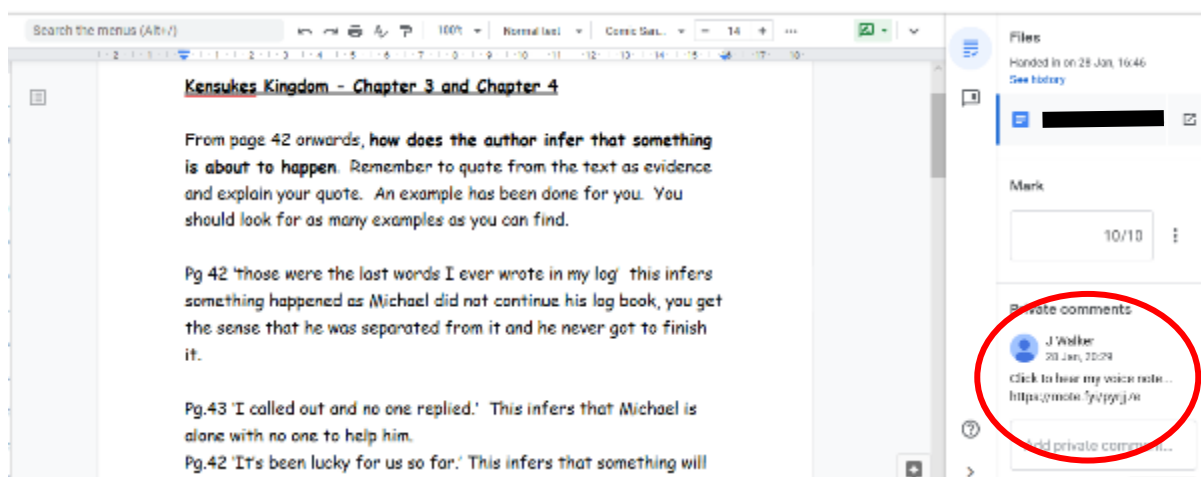 Search the menus (Alt+/)
100%
Normal text
Comic San...
− 14 + ...
Kensukes Kingdom - Chapter 3 and Chapter 4
From page 42 onwards, how does the author infer that something
is about to happen. Remember to quote from the text as evidence
and explain your quote. An example has been done for you. You
should look for as many examples as you can find.
Pg 42 'those were the last words I ever wrote in my log' this infers
something happened as Michael did not continue his log book, you get
the sense that he was separated from it and he never got to finish
it.
Pg.43 'I called out and no one replied.' This infers that Michael is
alone with no one to help him.
Pg.42 'It's been lucky for us so far.' This infers that something will
Files
Handed in on 28 Jan, 16:46
See history
Mark
10/10
Private comments
J Walker
28 Jan, 20:29
Click to hear my voice note...
Add private comment...